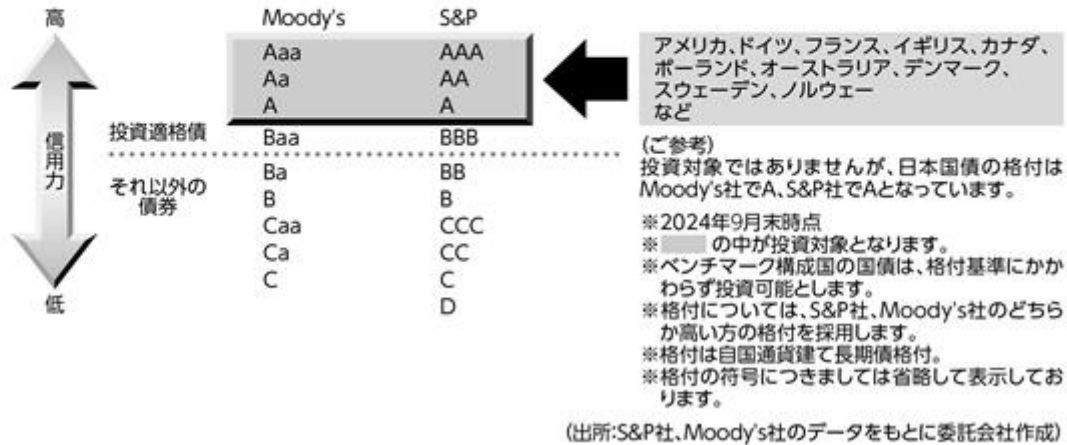 高
Moody's S&P
Aaa AAA
Aa AA
A A
投資適格債 Baa BBB
それ以外の
債券
Ba BB
B B
Caa CCC
Ca CC
C C
D
信用力
低
アメリカ、ドイツ、フランス、イギリス、カナダ、
ポーランド、オーストラリア、デンマーク、
スウェーデン、ノルウェー
など
(ご参考)
投資対象ではありませんが、日本国債の格付は
Moody's社でA、S&P社でAとなっています。
※2024年9月末時点
※ の中が投資対象となります。
※ベンチマーク構成国の国債は、格付基準にかか
わらず投資可能とします。
※格付については、S&P社、Moody's社のどちら
か高い方の格付を採用します。
※格付は自国通貨建て長期債格付。
※格付の符号につきましては省略して表示してお
ります。
(出所:S&P社、Moody's社のデータをもとに委託会社作成)